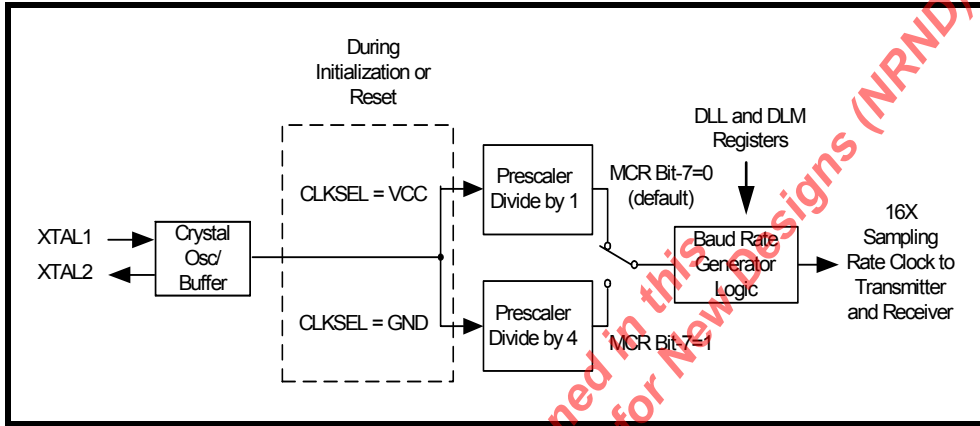 During
Initialization or
Reset
DLL and DLM
Registers
CLKSEL = VCC
Prescaler
Divide by 1
MCR Bit-7=0
(default)
XTAL1
XTAL2
Crystal
Osc/
Buffer
Baud Rate
Generator
Logic
16X
Sampling
Rate Clock to
Transmitter
and Receiver
CLKSEL = GND
Prescaler
Divide by 4
MCR Bit-7=1
in this
for New Designs (NRND)